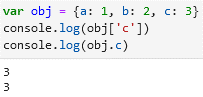 var obj = {a: 1, b: 2, c: 3}
console.log(obj['c'])
console.log(obj.c)
3
3